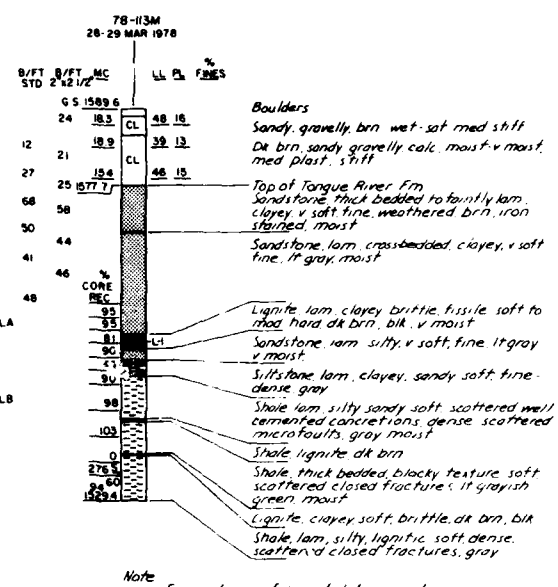 78-113M
28-29 MAR 1978
B/FT B/FT MC LL PL % FINES
STD 2"x2 1/2"
G S 1589.6
24 18.3 CL 48 16
12 18.9 39 13
21 CL
27 15.4 46 15
25 1577.7
68
58
50
44
41
46 %
CORE
REC
48
95
LA 95
81 L-1
90
90
LB 98
103
0
60
94
1529.4
Boulders
Sandy, gravelly, brn wet-sat med stiff
Dk brn, sandy gravelly calc, moist-v moist,
med plast, stiff
Top of Tongue River Fm
Sandstone, thick bedded to faintly lam,
clayey, v soft, fine, weathered brn, iron
stained, moist
Sandstone, lam, cross-bedded, clayey, v soft
fine, lt gray, moist
Lignite, lam, clayey brittle, fissile soft to
mod hard, dk brn, blk, v moist
Sandstone, lam silty, v soft, fine, lt gray
v moist
Siltstone, lam, clayey, sandy soft, fine-
dense gray
Shale lam, silty sandy soft, scattered well
cemented concretions, dense scattered
microfaults, gray moist
Shale, lignite, dk brn
Shale, thick bedded, blocky texture soft
scattered closed fractures, lt grayish
green, moist
Lignite, clayey, soft, brittle, dk brn, blk
Shale, lam, silty, lignitic soft, dense,
scattered closed fractures, gray
Note